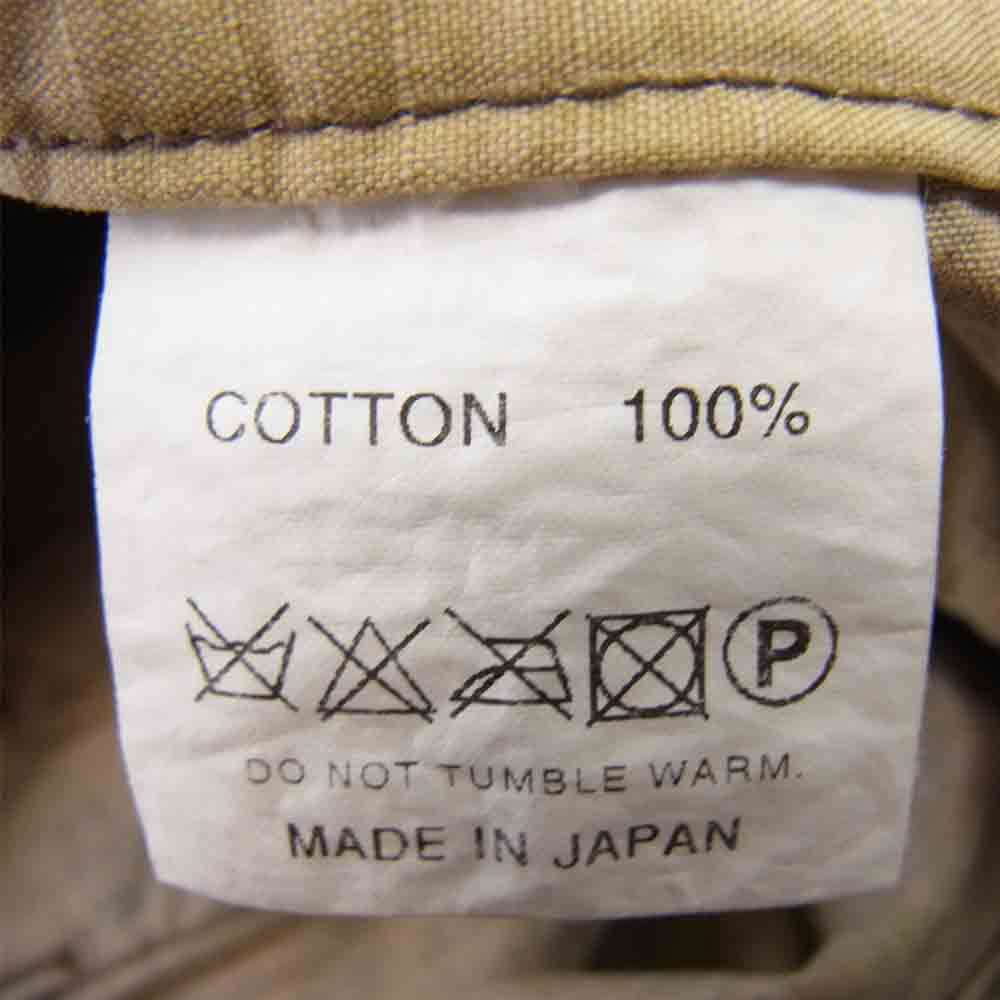 COTTON 100%
P
DO NOT TUMBLE WARM.
MADE IN JAPAN